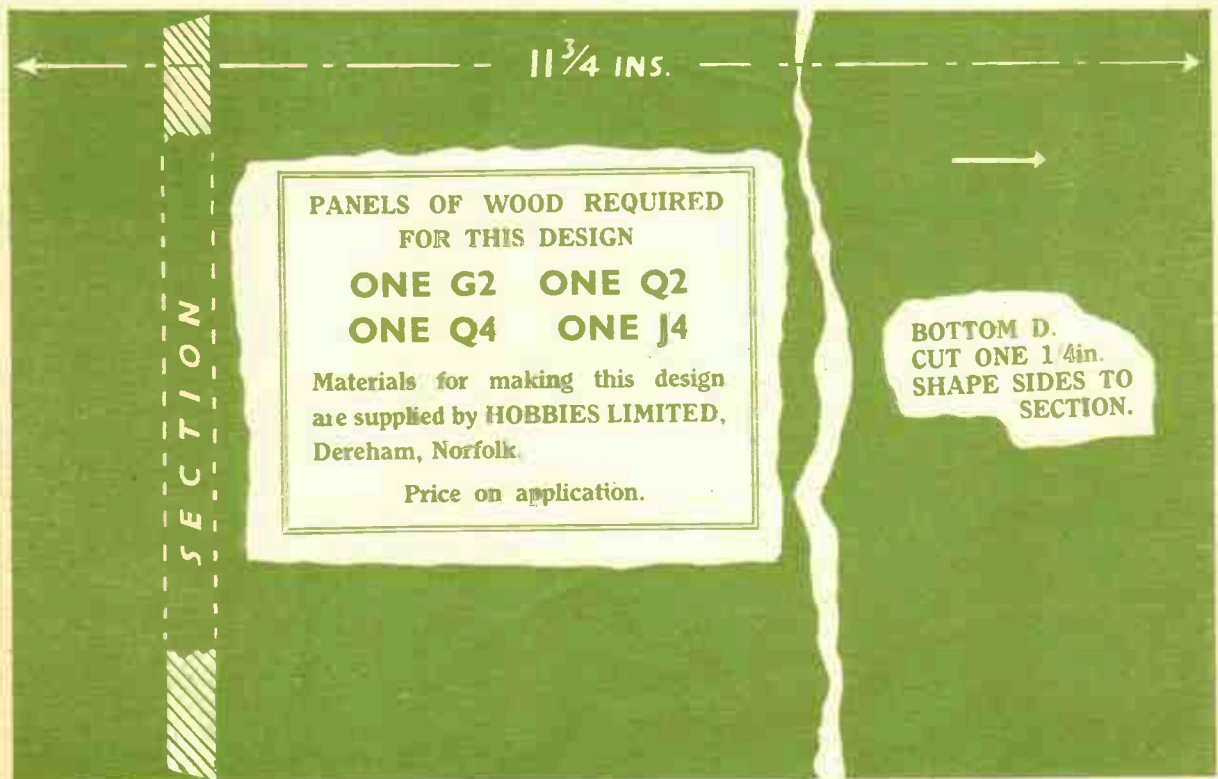 11 3/4 INS.
SECTION
PANELS OF WOOD REQUIRED
FOR THIS DESIGN
ONE G2 ONE Q2
ONE Q4 ONE J4
Materials for making this design
are supplied by HOBBIES LIMITED,
Dereham, Norfolk.
Price on application.
BOTTOM D.
CUT ONE 1/4in.
SHAPE SIDES TO
SECTION.